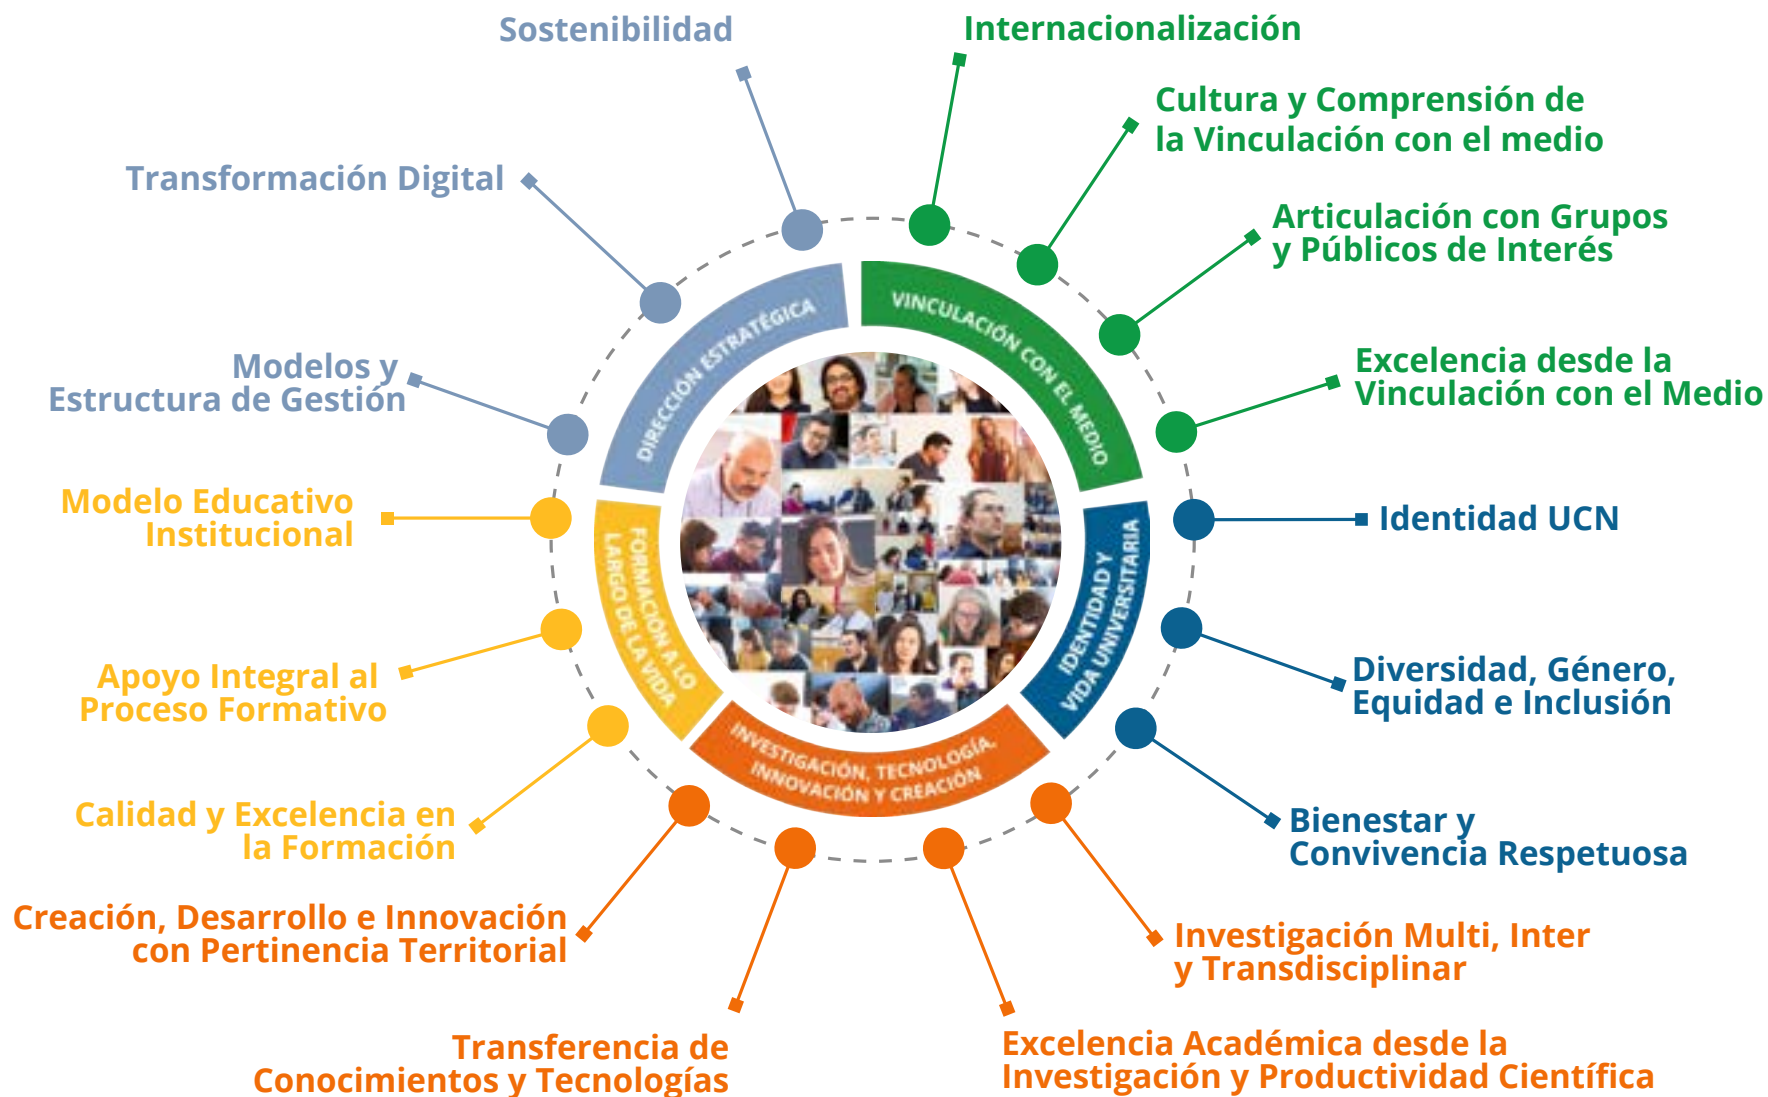 Sostenibilidad
Internacionalización
Cultura y Comprensión de
la Vinculación con el medio
Transformación Digital
Articulación con Grupos
y Públicos de Interés
Modelos y
Estructura de Gestión
Excelencia desde la
Vinculación con el Medio
DIRECCIÓN ESTRATÉGICA
VINCULACIÓN CON EL MEDIO
Modelo Educativo
Institucional
Identidad UCN
FORMACIÓN A LO
LARGO DE LA VIDA
IDENTIDAD Y
VIDA UNIVERSITARIA
Apoyo Integral al
Proceso Formativo
Diversidad, Género,
Equidad e Inclusión
INVESTIGACIÓN, TECNOLOGÍA,
INNOVACIÓN Y CREACIÓN
Calidad y Excelencia en
la Formación
Bienestar y
Convivencia Respetuosa
Creación, Desarrollo e Innovación
con Pertinencia Territorial
Investigación Multi, Inter
y Transdisciplinar
Transferencia de
Conocimientos y Tecnologías
Excelencia Académica desde la
Investigación y Productividad Científica